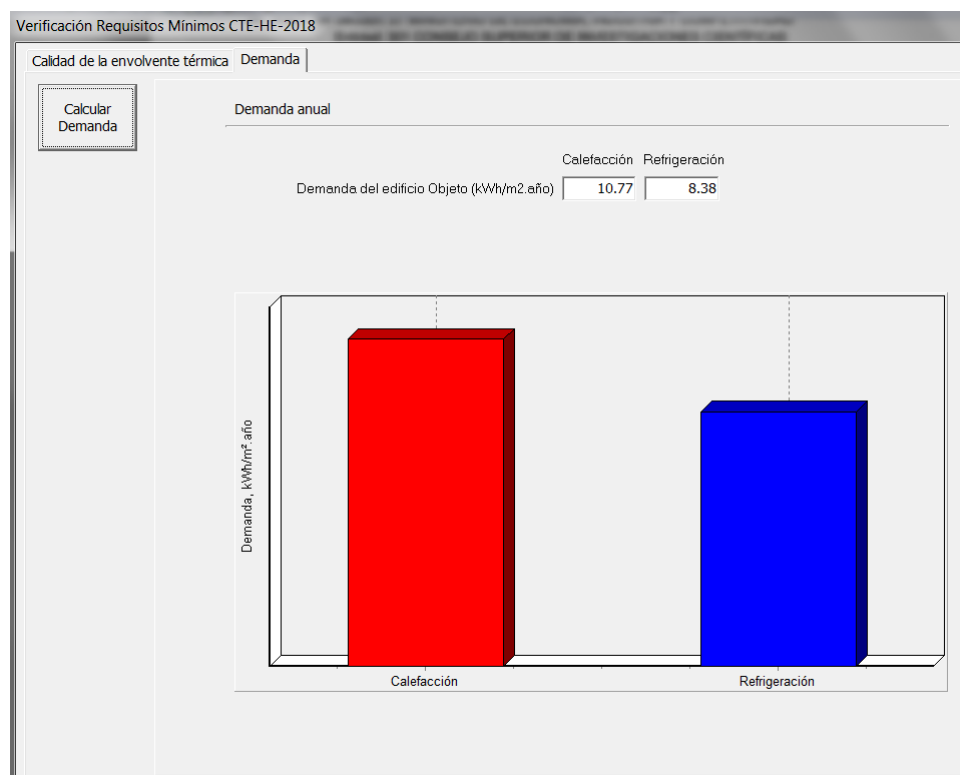 Verificación Requisitos Mínimos CTE-HE-2018
Calidad de la envolvente térmica Demanda
Calcular
Demanda
Demanda anual
Calefacción Refrigeración
Demanda del edificio Objeto (kWh/m2.año) 10.77 8.38
Demanda, kWh/m².año
Calefacción Refrigeración